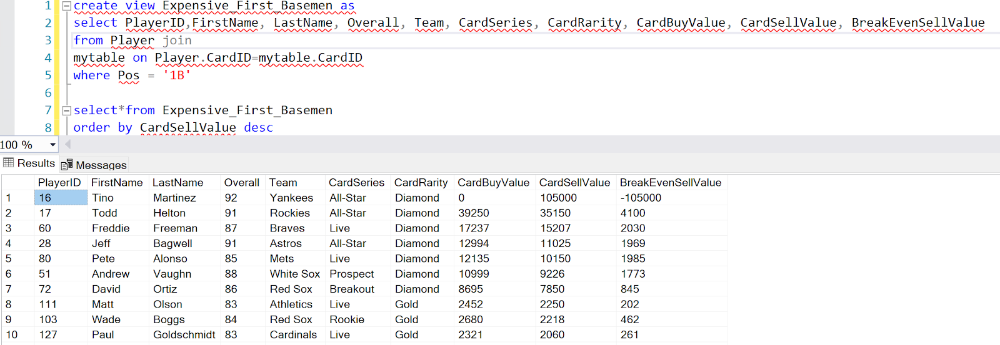 1 create view Expensive_First_Basemen as
2 select PlayerID,FirstName, LastName, Overall, Team, CardSeries, CardRarity, CardBuyValue, CardSellValue, BreakEvenSellValue
3 from Player join
4 mytable on Player.CardID=mytable.CardID
5 where Pos = '1B'
6
7 select*from Expensive_First_Basemen
8 order by CardSellValue desc
100 %
Results Messages
PlayerID FirstName LastName Overall Team CardSeries CardRarity CardBuyValue CardSellValue BreakEvenSellValue
1 16 Tino Martinez 92 Yankees All-Star Diamond 0 105000 -105000
2 17 Todd Helton 91 Rockies All-Star Diamond 39250 35150 4100
3 60 Freddie Freeman 87 Braves Live Diamond 17237 15207 2030
4 28 Jeff Bagwell 91 Astros All-Star Diamond 12994 11025 1969
5 80 Pete Alonso 85 Mets Live Diamond 12135 10150 1985
6 51 Andrew Vaughn 88 White Sox Prospect Diamond 10999 9226 1773
7 72 David Ortiz 86 Red Sox Breakout Diamond 8695 7850 845
8 111 Matt Olson 83 Athletics Live Gold 2452 2250 202
9 103 Wade Boggs 84 Red Sox Rookie Gold 2680 2218 462
10 127 Paul Goldschmidt 83 Cardinals Live Gold 2321 2060 261